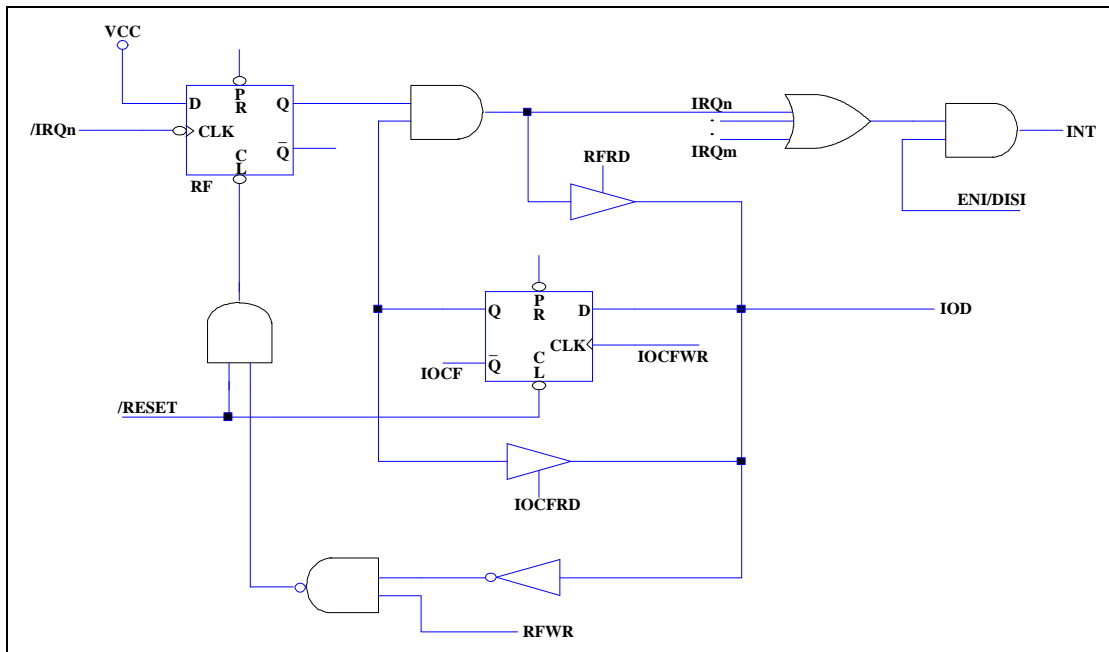 VCC
D
P
R
Q
/IRQn
CLK
C
L
Q
RF
IRQn
IRQm
INT
RFRD
ENI/DISI
Q
P
R
D
IOD
CLK
IOCFWR
IOCF
Q
C
L
/RESET
IOCFRD
RFWR